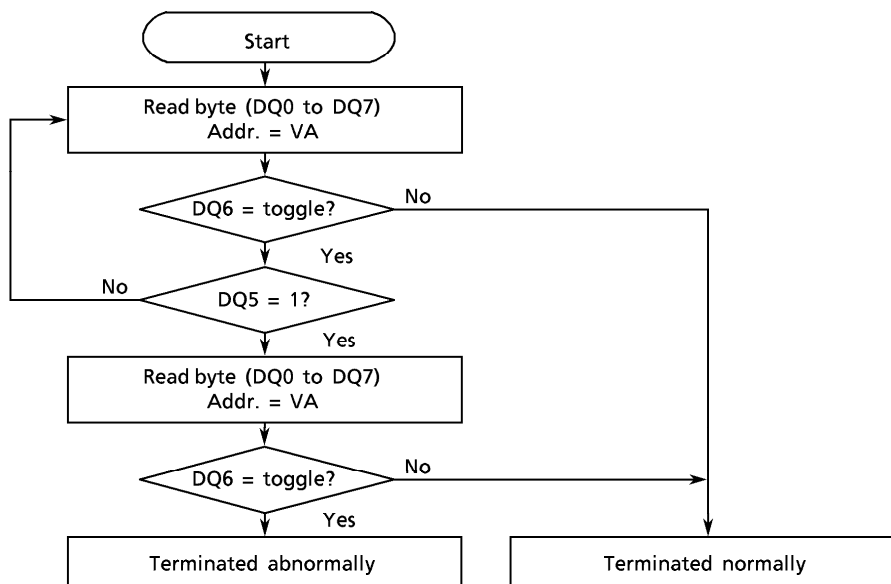 Start
Read byte (DQ0 to DQ7)
Addr. = VA
DQ6 = toggle?
No
Yes
No
DQ5 = 1?
Yes
Read byte (DQ0 to DQ7)
Addr. = VA
DQ6 = toggle?
No
Yes
Terminated abnormally
Terminated normally